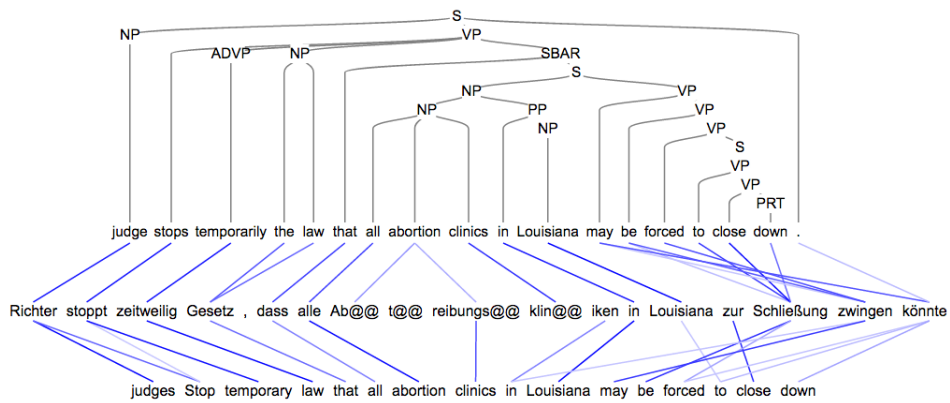 S
NP VP
ADVP NP SBAR
S
NP VP
NP PP VP
NP VP
S
VP
VP
PRT
judge stops temporarily the law that all abortion clinics in Louisiana may be forced to close down .
Richter stoppt zeitweilig Gesetz , dass alle Ab@@ t@@ reibungs@@ klin@@ iken in Louisiana zur Schließung zwingen könnte
judges Stop temporary law that all abortion clinics in Louisiana may be forced to close down